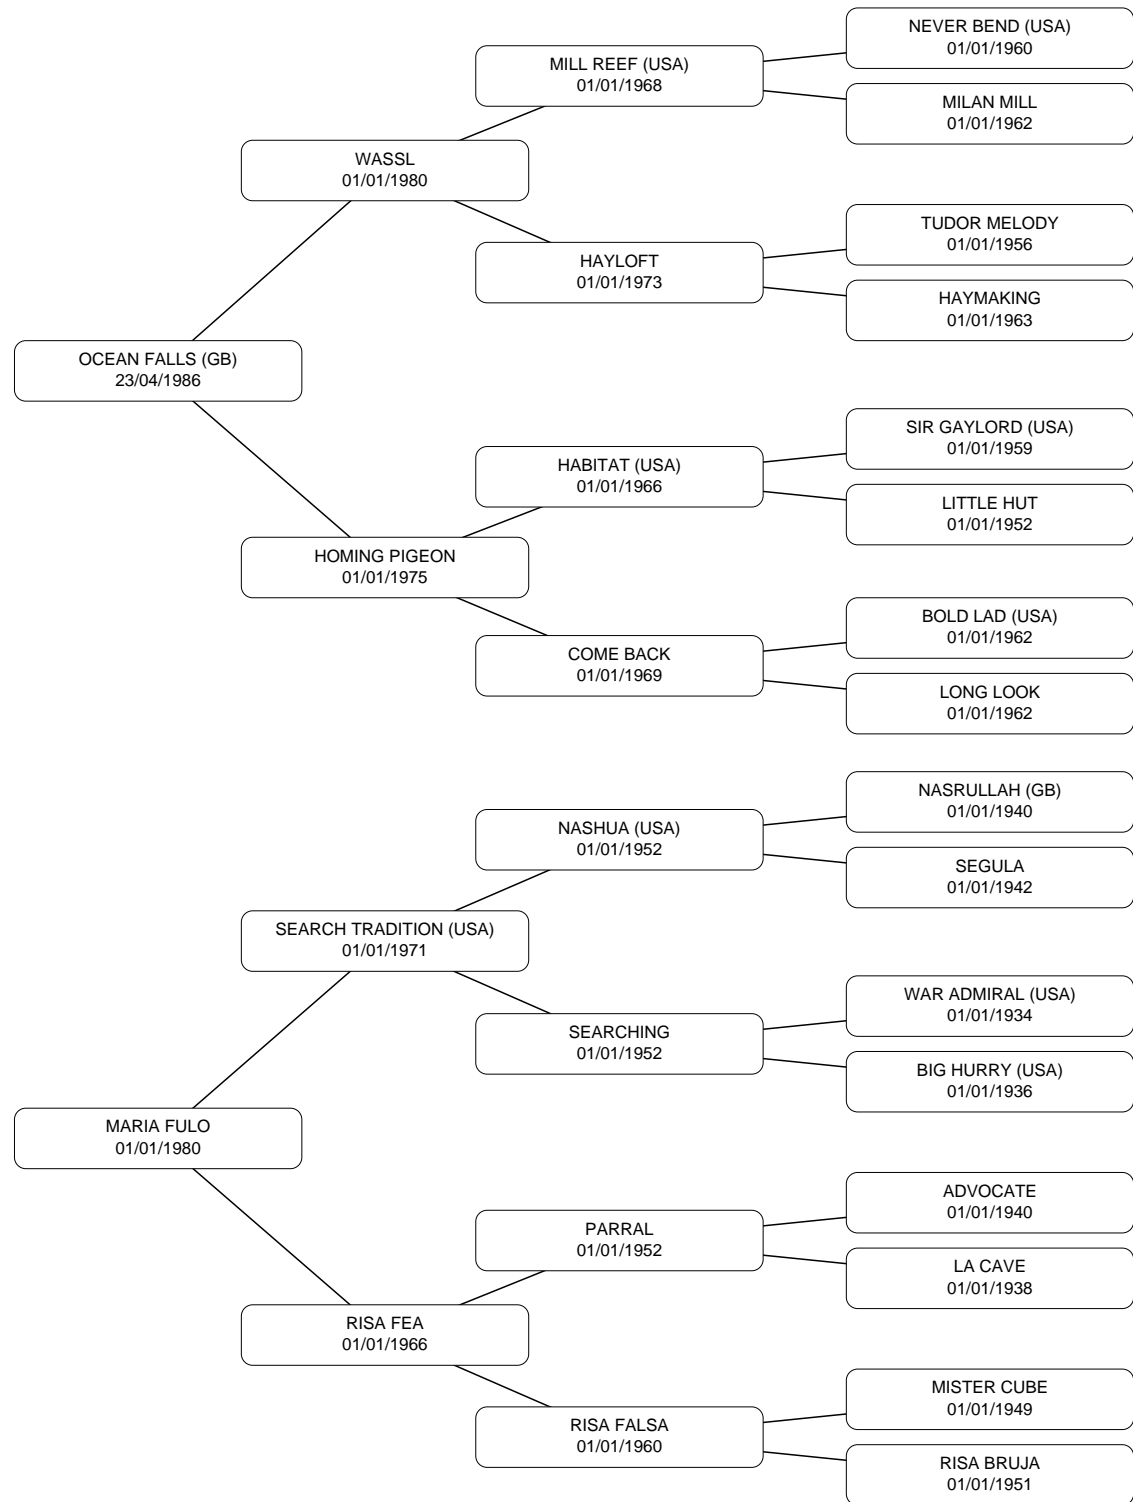 NEVER BEND (USA)
01/01/1960
MILL REEF (USA)
01/01/1968
MILAN MILL
01/01/1962
WASSL
01/01/1980
TUDOR MELODY
01/01/1956
HAYLOFT
01/01/1973
HAYMAKING
01/01/1963
OCEAN FALLS (GB)
23/04/1986
SIR GAYLORD (USA)
01/01/1959
HABITAT (USA)
01/01/1966
LITTLE HUT
01/01/1952
HOMING PIGEON
01/01/1975
BOLD LAD (USA)
01/01/1962
COME BACK
01/01/1969
LONG LOOK
01/01/1962
NASRULLAH (GB)
01/01/1940
NASHUA (USA)
01/01/1952
SEGULA
01/01/1942
SEARCH TRADITION (USA)
01/01/1971
WAR ADMIRAL (USA)
01/01/1934
SEARCHING
01/01/1952
BIG HURRY (USA)
01/01/1936
MARIA FULO
01/01/1980
ADVOCATE
01/01/1940
PARRAL
01/01/1952
LA CAVE
01/01/1938
RISA FEA
01/01/1966
MISTER CUBE
01/01/1949
RISA FALSA
01/01/1960
RISA BRUJA
01/01/1951